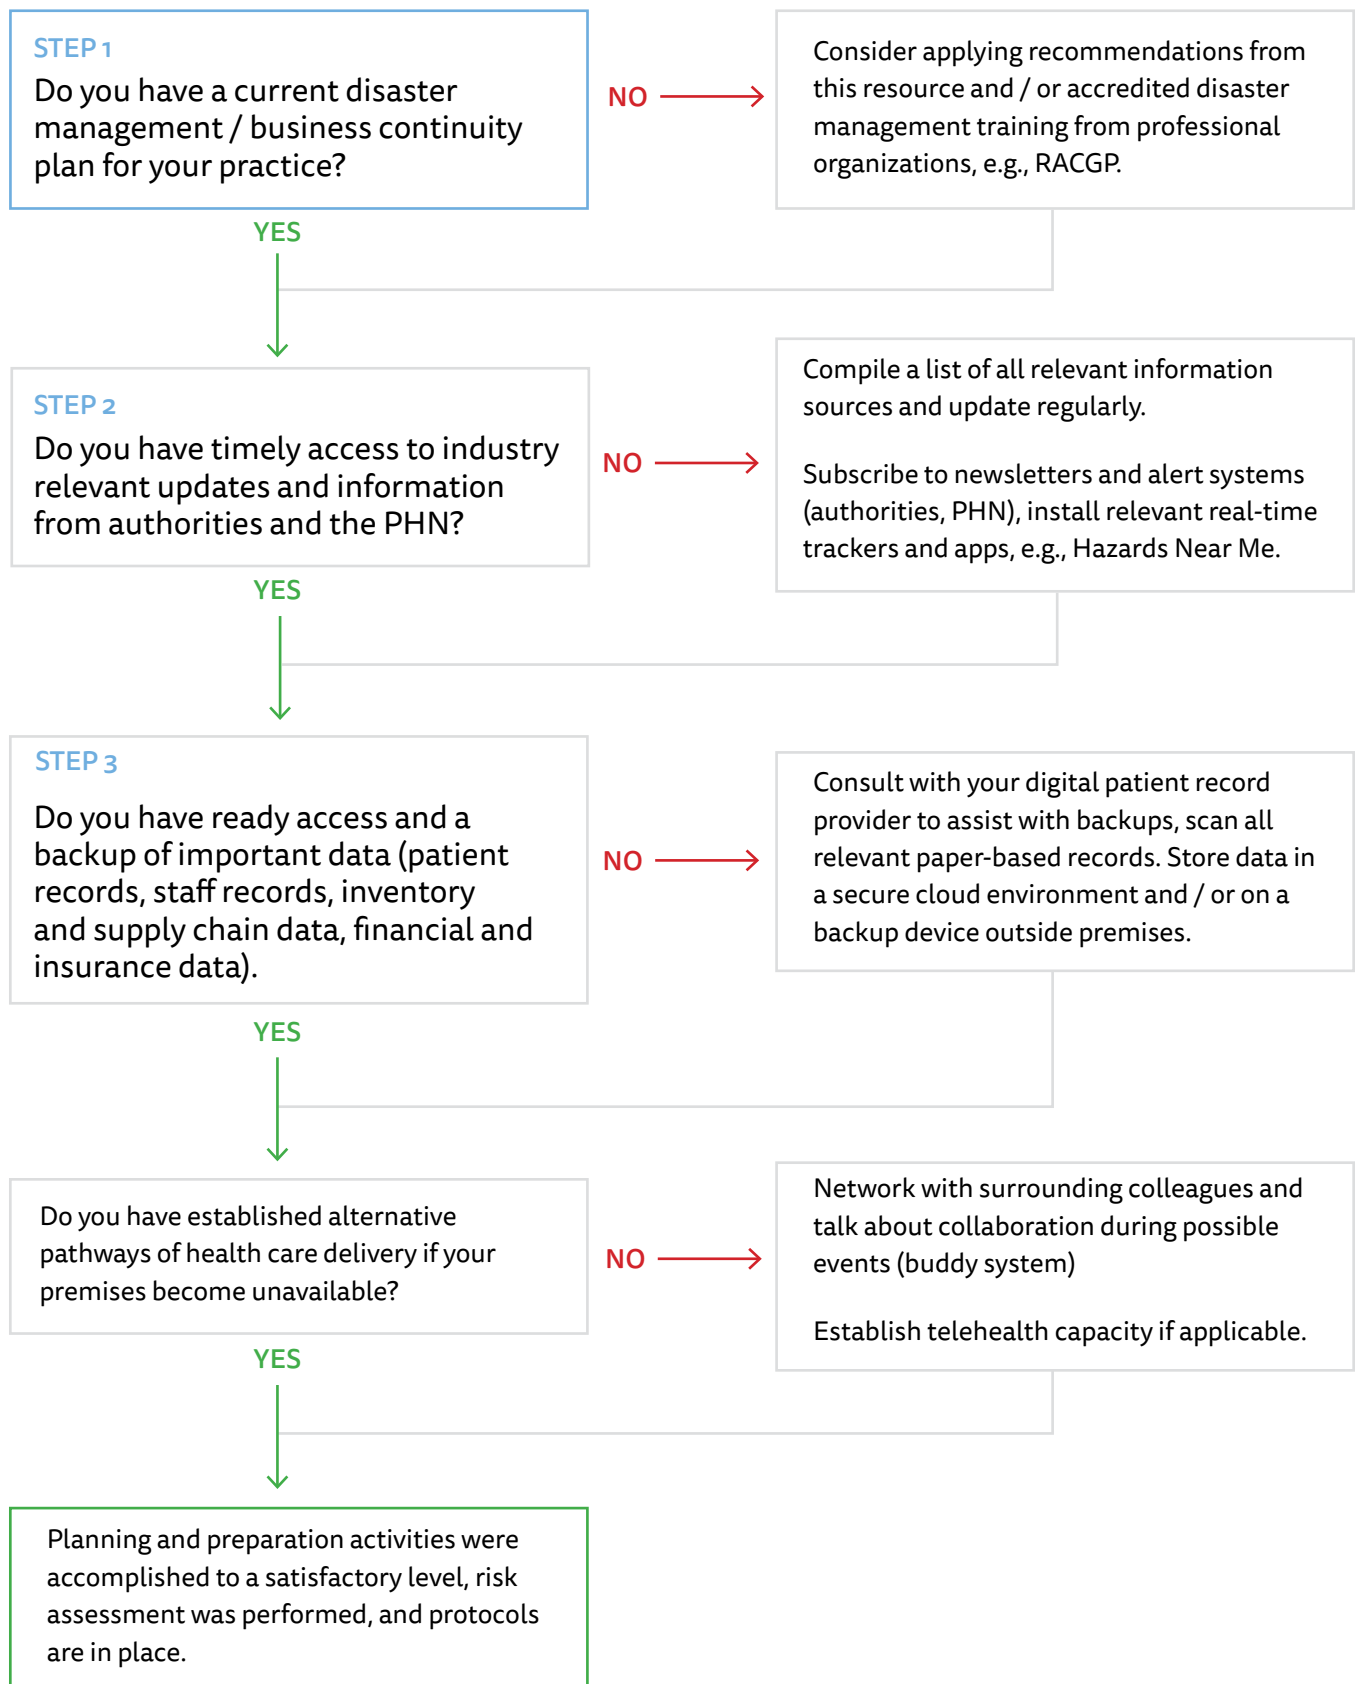 STEP 1
Do you have a current disaster
management / business continuity
plan for your practice?
NO
Consider applying recommendations from
this resource and / or accredited disaster
management training from professional
organizations, e.g., RACGP.
YES
STEP 2
Do you have timely access to industry
relevant updates and information
from authorities and the PHN?
NO
Compile a list of all relevant information
sources and update regularly.
Subscribe to newsletters and alert systems
(authorities, PHN), install relevant real-time
trackers and apps, e.g., Hazards Near Me.
YES
STEP 3
Do you have ready access and a
backup of important data (patient
records, staff records, inventory
and supply chain data, financial and
insurance data).
NO
Consult with your digital patient record
provider to assist with backups, scan all
relevant paper-based records. Store data in
a secure cloud environment and / or on a
backup device outside premises.
YES
Do you have established alternative
pathways of health care delivery if your
premises become unavailable?
NO
Network with surrounding colleagues and
talk about collaboration during possible
events (buddy system)
Establish telehealth capacity if applicable.
YES
Planning and preparation activities were
accomplished to a satisfactory level, risk
assessment was performed, and protocols
are in place.